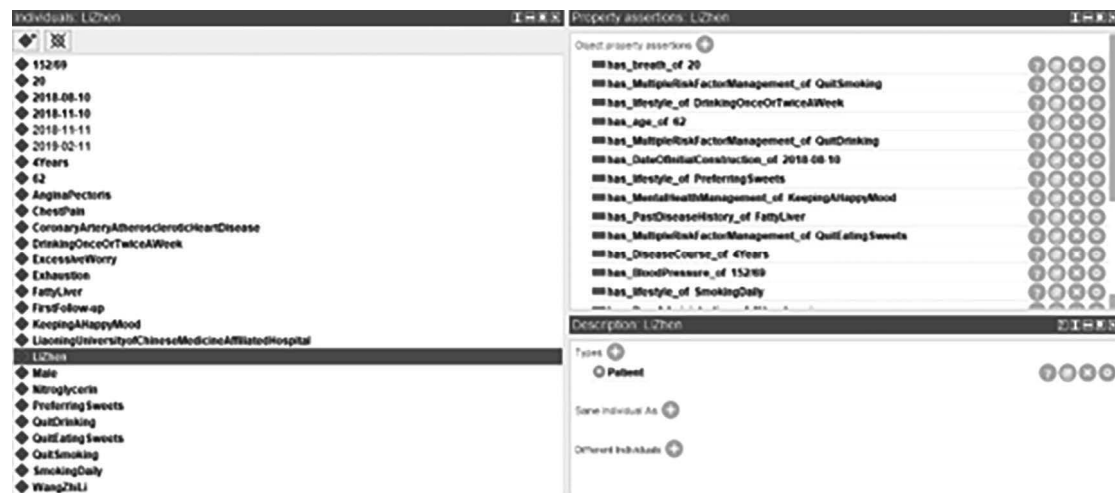 Individuals: LiZhen
152/69
20
2018-08-10
2018-11-10
2018-11-11
2019-02-11
4Years
62
AnginaPectoris
ChestPain
CoronaryArteryAtheroscleroticHeartDisease
DrinkingOnceOrTwiceAWeek
ExcessiveWorry
Exhaustion
FattyLiver
FirstFollow-up
KeepingAHappyMood
LiaoningUniversityofChineseMedicineAffiliatedHospital
LiZhen
Male
Nitroglycerin
PreferringSweets
QuitDrinking
QuitEatingSweets
QuitSmoking
SmokingDaily
WangZhiLi
Property assertions: LiZhen
Object property assertions
has_breath_of 20
has_MultipleRiskFactorManagement_of QuitSmoking
has_lifestyle_of DrinkingOnceOrTwiceAWeek
has_age_of 62
has_MultipleRiskFactorManagement_of QuitDrinking
has_DateOfInitialConstruction_of 2018-08-10
has_lifestyle_of PreferringSweets
has_MentalHealthManagement_of KeepingAHappyMood
has_PastDiseaseHistory_of FattyLiver
has_MultipleRiskFactorManagement_of QuitEatingSweets
has_DiseaseCourse_of 4Years
has_BloodPressure_of 152/69
has_lifestyle_of SmokingDaily
Description: LiZhen
Types
Patient
Same Individual As
Different Individuals